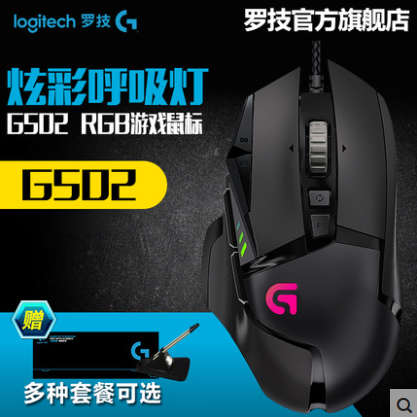 logitech 罗技 G
罗技官方旗舰店
炫彩呼吸灯
G502 RGB游戏鼠标
G502
赠
多种套餐可选